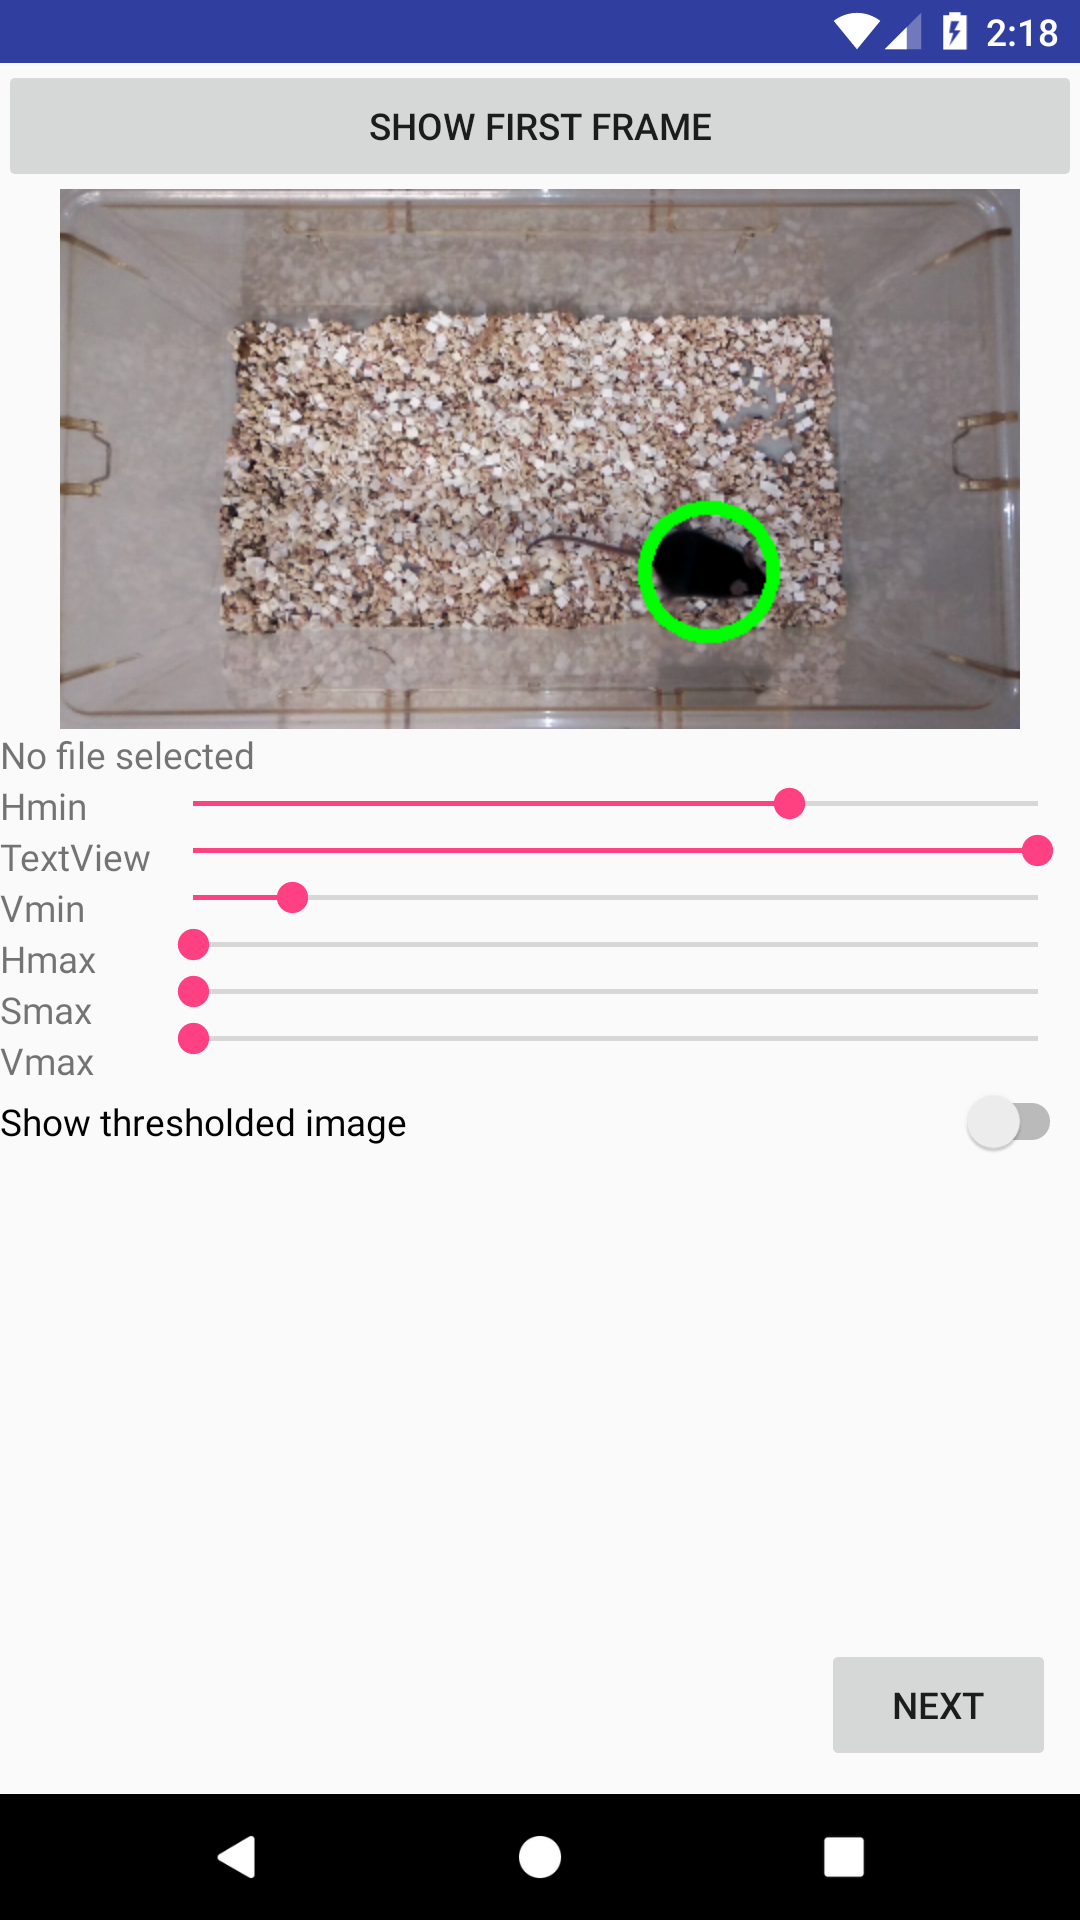 2:18
SHOW FIRST FRAME
No file selected
Hmin
TextView
Vmin
Hmax
Smax
Vmax
Show thresholded image
NEXT